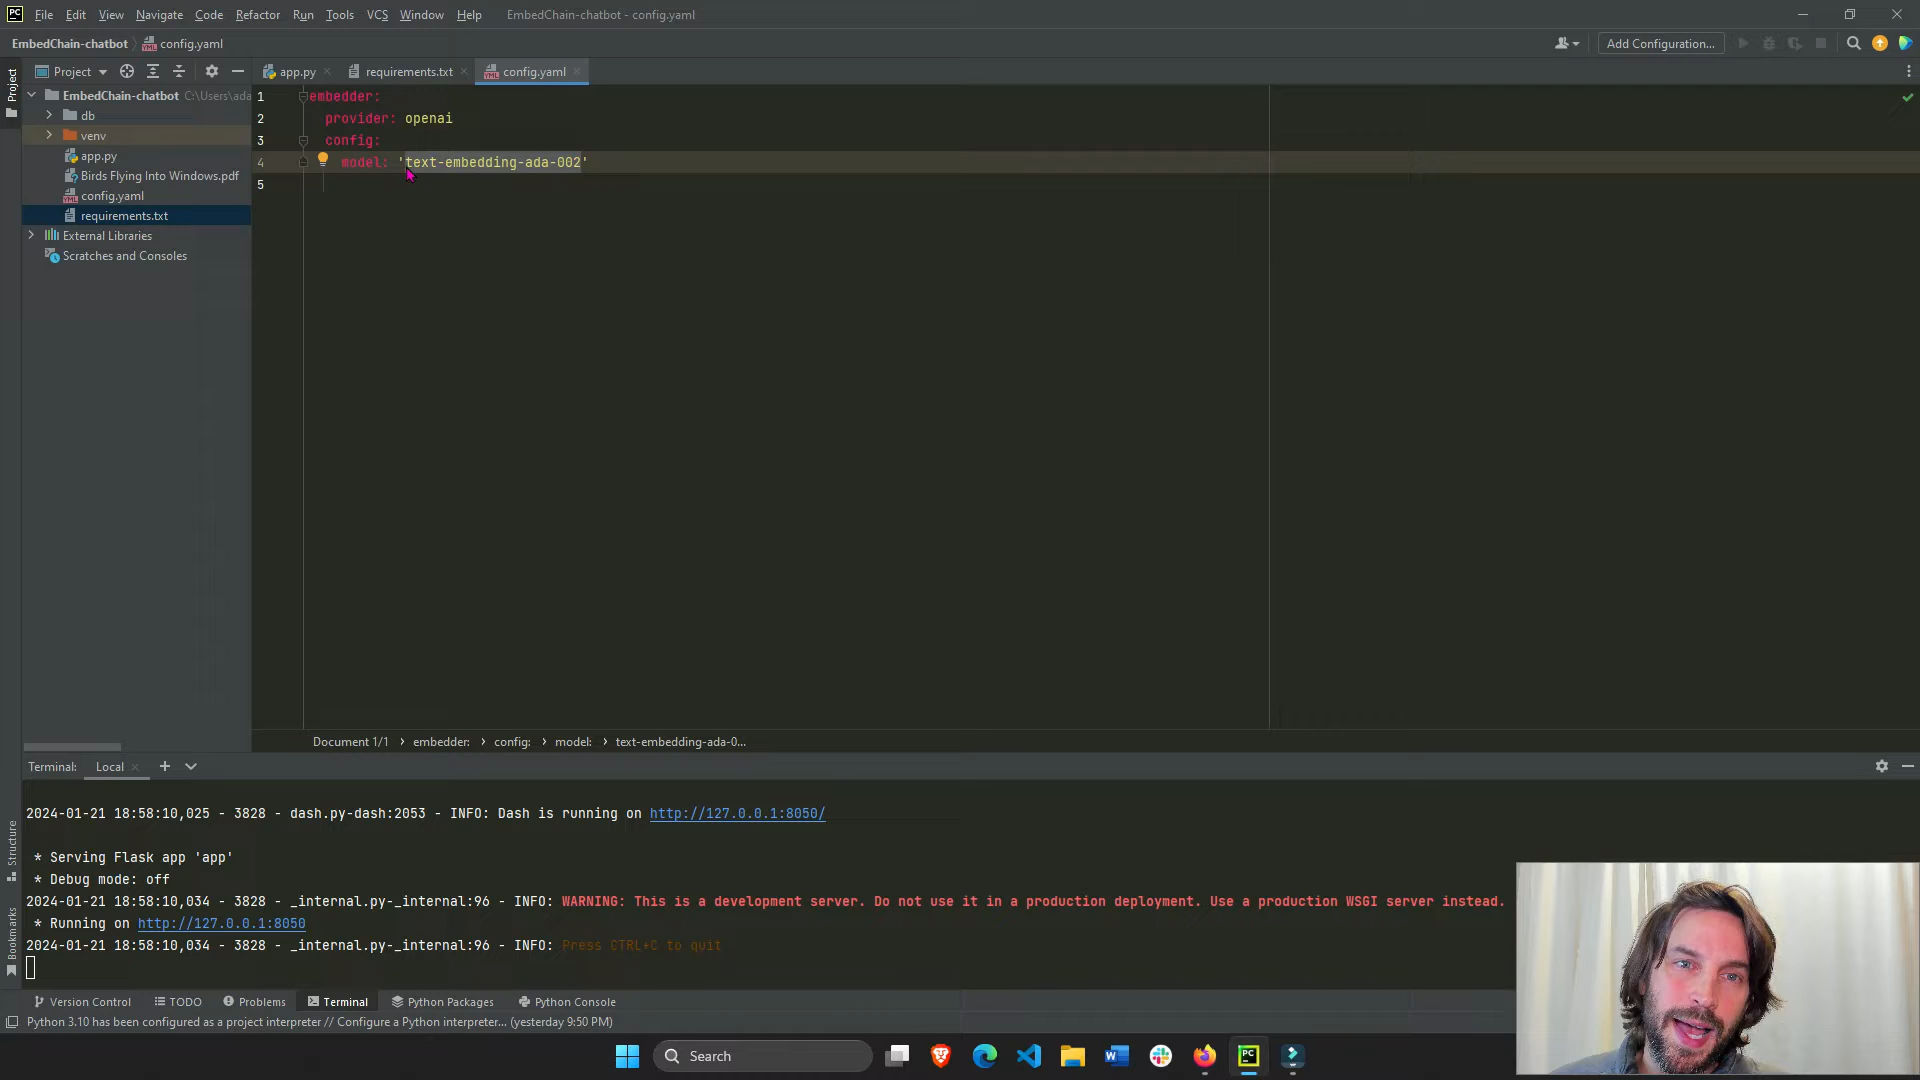 PC File Edit View Navigate Code Refactor Run Tools VCS Window Help EmbedChain-chatbot - config.yaml
EmbedChain-chatbot config.yaml Add Configuration...
Project app.py requirements.txt config.yaml
Project
EmbedChain-chatbot C:\Users\ada
db
venv
app.py
Birds Flying Into Windows.pdf
config.yaml
requirements.txt
External Libraries
Scratches and Consoles
1 embedder:
2 provider: openai
3 config:
4 model: 'text-embedding-ada-002'
5
Document 1/1 embedder: config: model: text-embedding-ada-0...
Terminal: Local
2024-01-21 18:58:10,025 - 3828 - dash.py-dash:2053 - INFO: Dash is running on http://127.0.0.1:8050/
* Serving Flask app 'app'
* Debug mode: off
2024-01-21 18:58:10,034 - 3828 - _internal.py-_internal:96 - INFO: WARNING: This is a development server. Do not use it in a production deployment. Use a production WSGI server instead.
* Running on http://127.0.0.1:8050
2024-01-21 18:58:10,034 - 3828 - _internal.py-_internal:96 - INFO: Press CTRL+C to quit
Structure
Bookmarks
Version Control TODO Problems Terminal Python Packages Python Console
Python 3.10 has been configured as a project interpreter // Configure a Python interpreter... (yesterday 9:50 PM)
Search PC